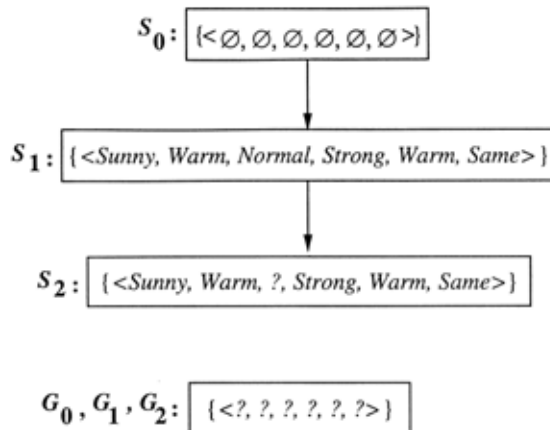 S0: {<∅, ∅, ∅, ∅, ∅, ∅>}
S1: {<Sunny, Warm, Normal, Strong, Warm, Same>}
S2: {<Sunny, Warm, ?, Strong, Warm, Same>}
G0, G1, G2: {<?, ?, ?, ?, ?, ?>}